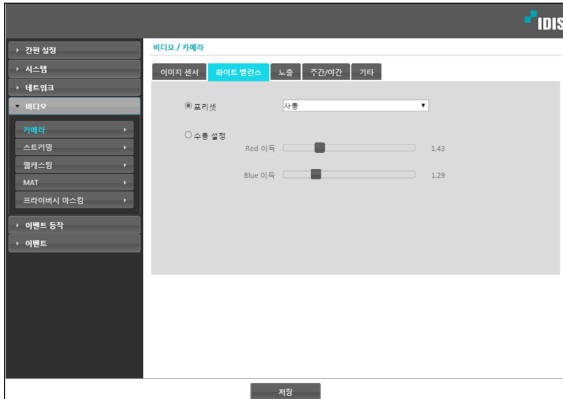 IDIS
간편 설정
시스템
네트워크
비디오
카메라
스트리밍
웹캐스팅
MAT
프라이버시 마스킹
이벤트 동작
이벤트
비디오 / 카메라
이미지 센서 화이트 밸런스 노출 주간/야간 기타
프리셋 자동
수동 설정
Red 이득 1.43
Blue 이득 1.29
저장